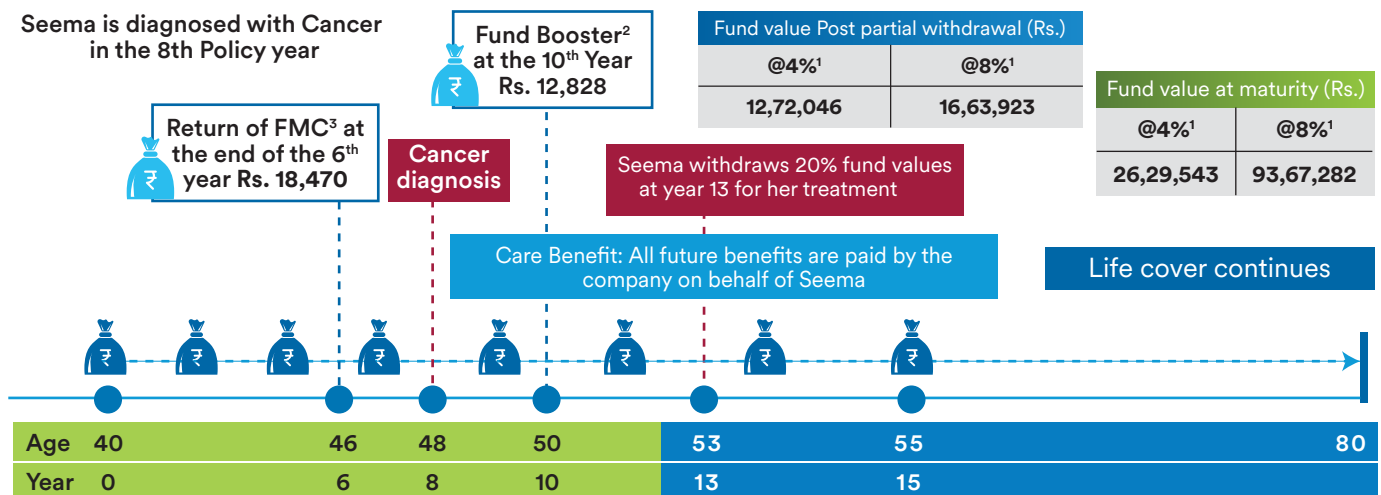 Seema is diagnosed with Cancer
in the 8th Policy year
Return of FMC³ at
the end of the 6th
year Rs. 18,470
Cancer
diagnosis
Fund Booster²
at the 10th Year
Rs. 12,828
Fund value Post partial withdrawal (Rs.)
@4%¹ @8%¹
12,72,046 16,63,923
Fund value at maturity (Rs.)
@4%¹ @8%¹
26,29,543 93,67,282
Seema withdraws 20% fund values
at year 13 for her treatment
Care Benefit: All future benefits are paid by the
company on behalf of Seema
Life cover continues
₹ ₹ ₹ ₹ ₹ ₹ ₹ ₹
Age 40 46 48 50 53 55 80
Year 0 6 8 10 13 15